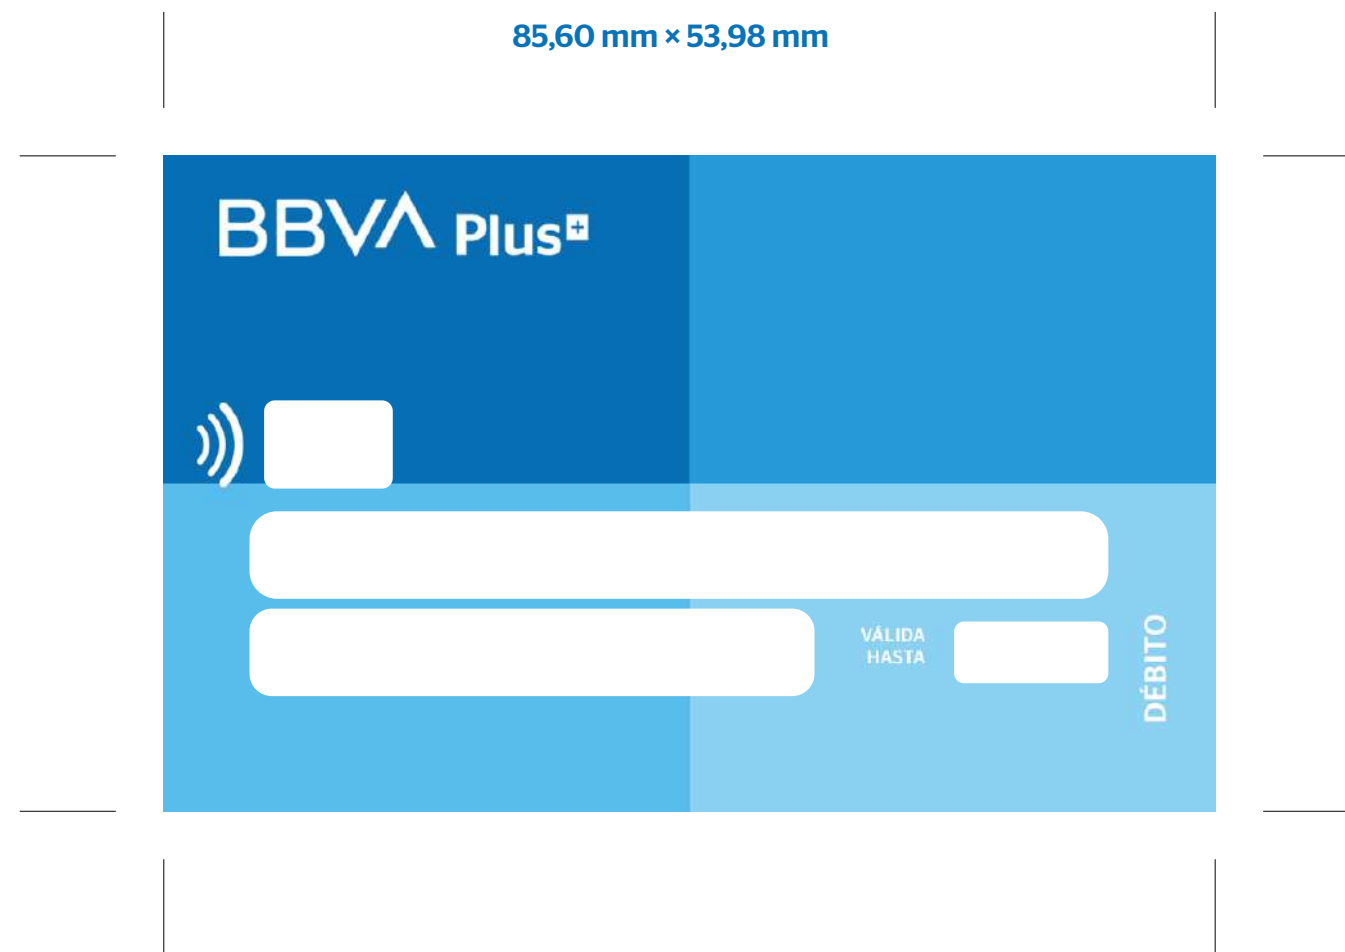 85,60 mm × 53,98 mm
BBVA Plus+
VÁLIDA
HASTA
DÉBITO